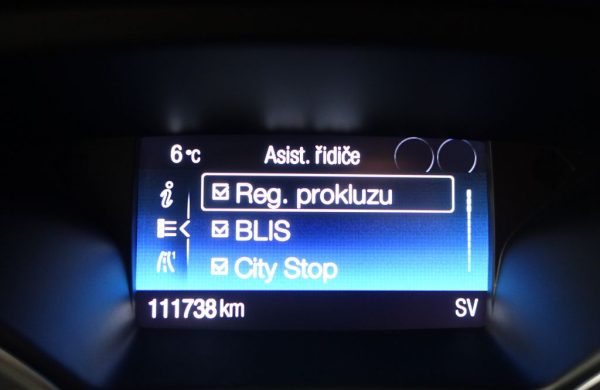 6°C Asist. řidiče
Reg. prokluzu
BLIS
City Stop
111738 km SV